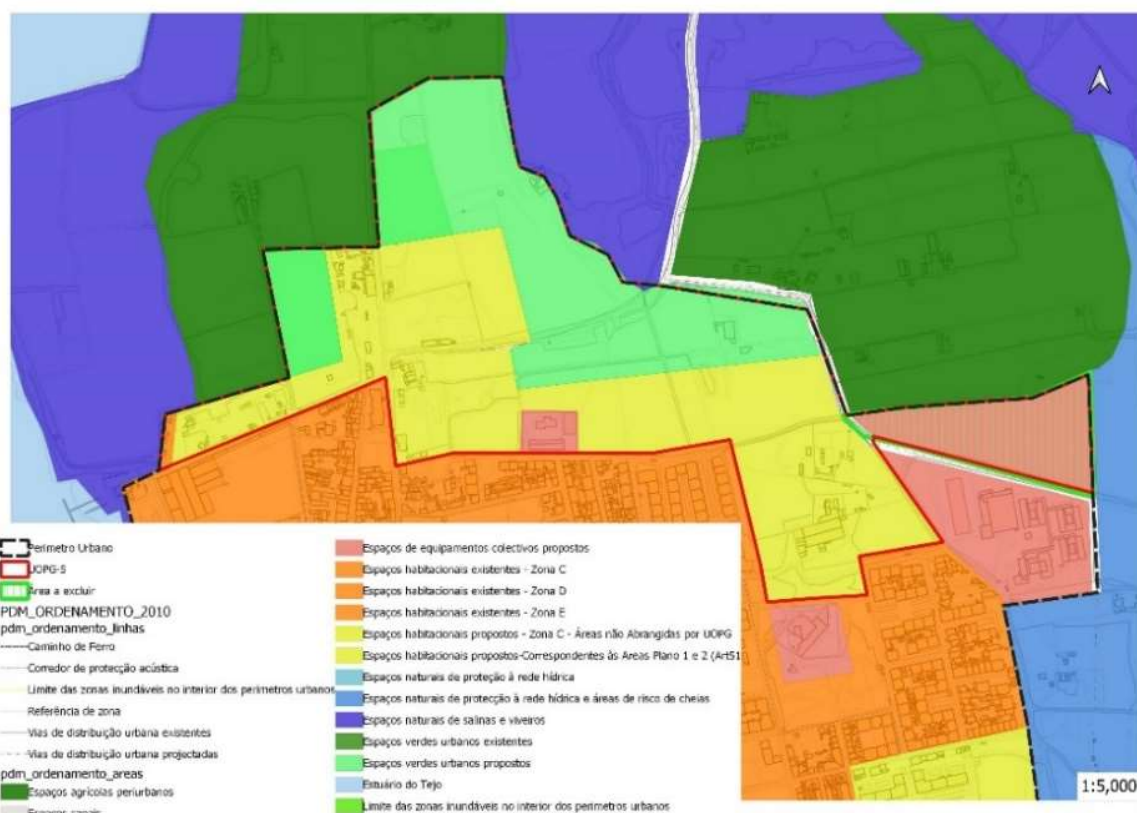 Perimetro Urbano
UOPG-5
Área a excluir
PDM_ORDENAMENTO_2010
pdm_ordenamento_linhas
Caminho de Ferro
Corredor de protecção acústica
Limite das zonas inundáveis no interior dos perimetros urbanos
Referência de zona
Vias de distribuição urbana existentes
Vias de distribuição urbana projectadas
pdm_ordenamento_areas
Espaços agrícolas periurbanos
Espaços canais
Espaços de equipamentos colectivos propostos
Espaços habitacionais existentes - Zona C
Espaços habitacionais existentes - Zona D
Espaços habitacionais existentes - Zona E
Espaços habitacionais propostos - Zona C - Áreas não Abrangidas por UOPG
Espaços habitacionais propostos-Correspondentes às Áreas Plano 1 e 2 (Art51
Espaços naturais de proteção à rede hídrica
Espaços naturais de protecção à rede hídrica e áreas de risco de cheias
Espaços naturais de salinas e viveiros
Espaços verdes urbanos existentes
Espaços verdes urbanos propostos
Estuário do Tejo
Limite das zonas inundáveis no interior dos perimetros urbanos
1:5,000